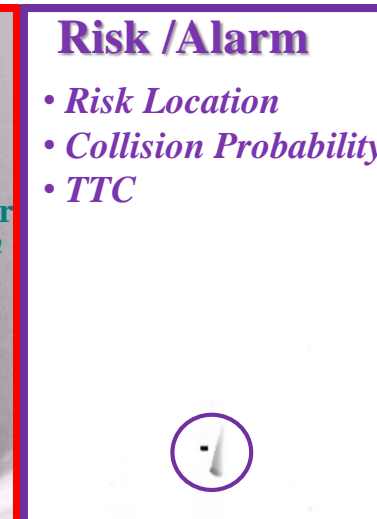 Risk /Alarm
• Risk Location
• Collision Probability
• TTC
r